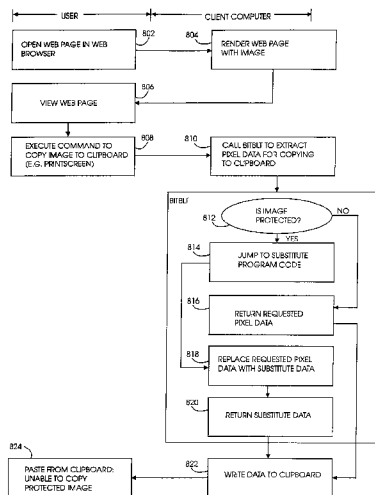 USER
CLIENT COMPUTER
802
OPEN WEB PAGE IN WEB
BROWSER
804
RENDER WEB PAGE
WITH IMAGE
806
VIEW WEB PAGE
808
EXECUTE COMMAND TO
COPY IMAGE TO CLIPBOARD
(E.G. PRINTSCREEN)
810
CALL BITBLT TO EXTRACT
PIXEL DATA FOR COPYING
TO CLIPBOARD
BITBLT
812
IS IMAGE
PROTECTED?
NO
YES
814
JUMP TO SUBSTITUTE
PROGRAM CODE
816
RETURN REQUESTED
PIXEL DATA
818
REPLACE REQUESTED PIXEL
DATA WITH SUBSTITUTE DATA
820
RETURN SUBSTITUTE DATA
822
WRITE DATA TO CLIPBOARD
824
PASTE FROM CLIPBOARD:
UNABLE TO COPY
PROTECTED IMAGE